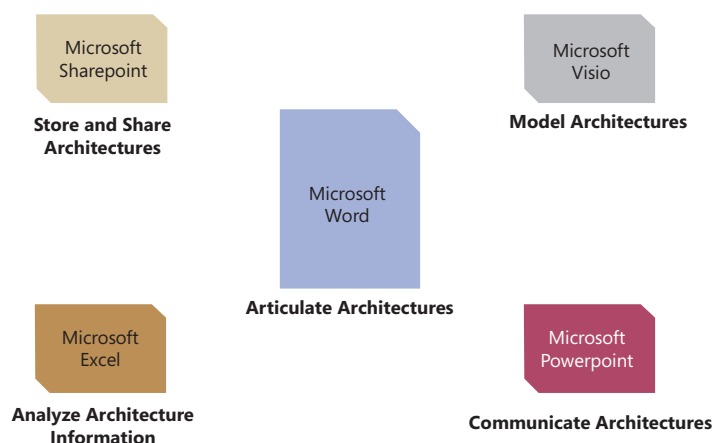 Microsoft
Sharepoint
Store and Share
Architectures
Microsoft
Visio
Model Architectures
Microsoft
Word
Articulate Architectures
Microsoft
Excel
Analyze Architecture
Information
Microsoft
Powerpoint
Communicate Architectures